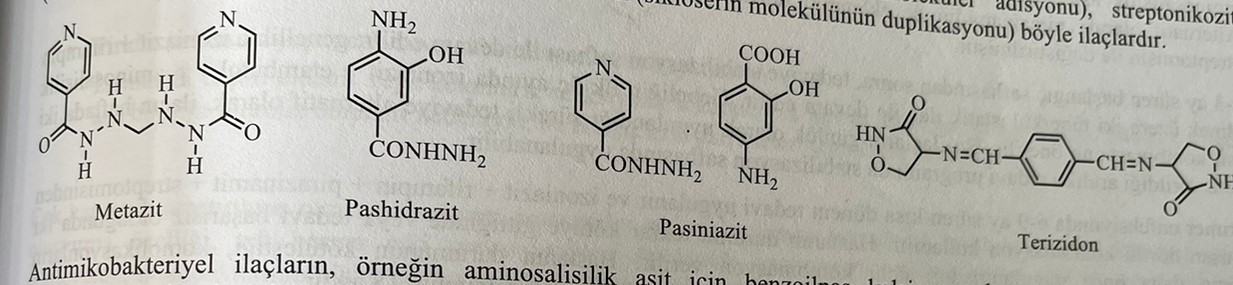 adisyonu), streptonikozit
molekülünün duplikasyonu) böyle ilaçlardır.
N
N
H
H
N
N
O
N
H
N
H
O
Metazit
NH₂
OH
CONHNH₂
Pashidrazit
N
CONHNH₂
COOH
OH
NH₂
Pasiniazit
O
HN
O
N=CH
CH=N
O
NH
O
Terizidon
Antimikobakteriyel ilaçların, örneğin aminosalisilik asit için